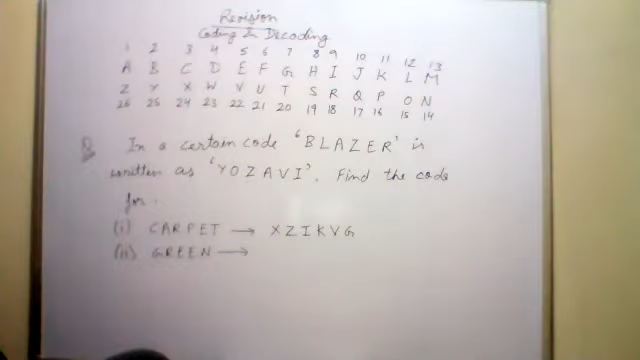 Revision
Coding & Decoding
1 2 3 4 5 6 7 8 9 10 11 12 13
A B C D E F G H I J K L M
Z Y X W V U T S R Q P O N
26 25 24 23 22 21 20 19 18 17 16 15 14
Q In a certain code 'BLAZER' is
written as 'YOZAVI'. Find the code
for.
(i) CARPET → XZIKVG
(ii) GREEN →